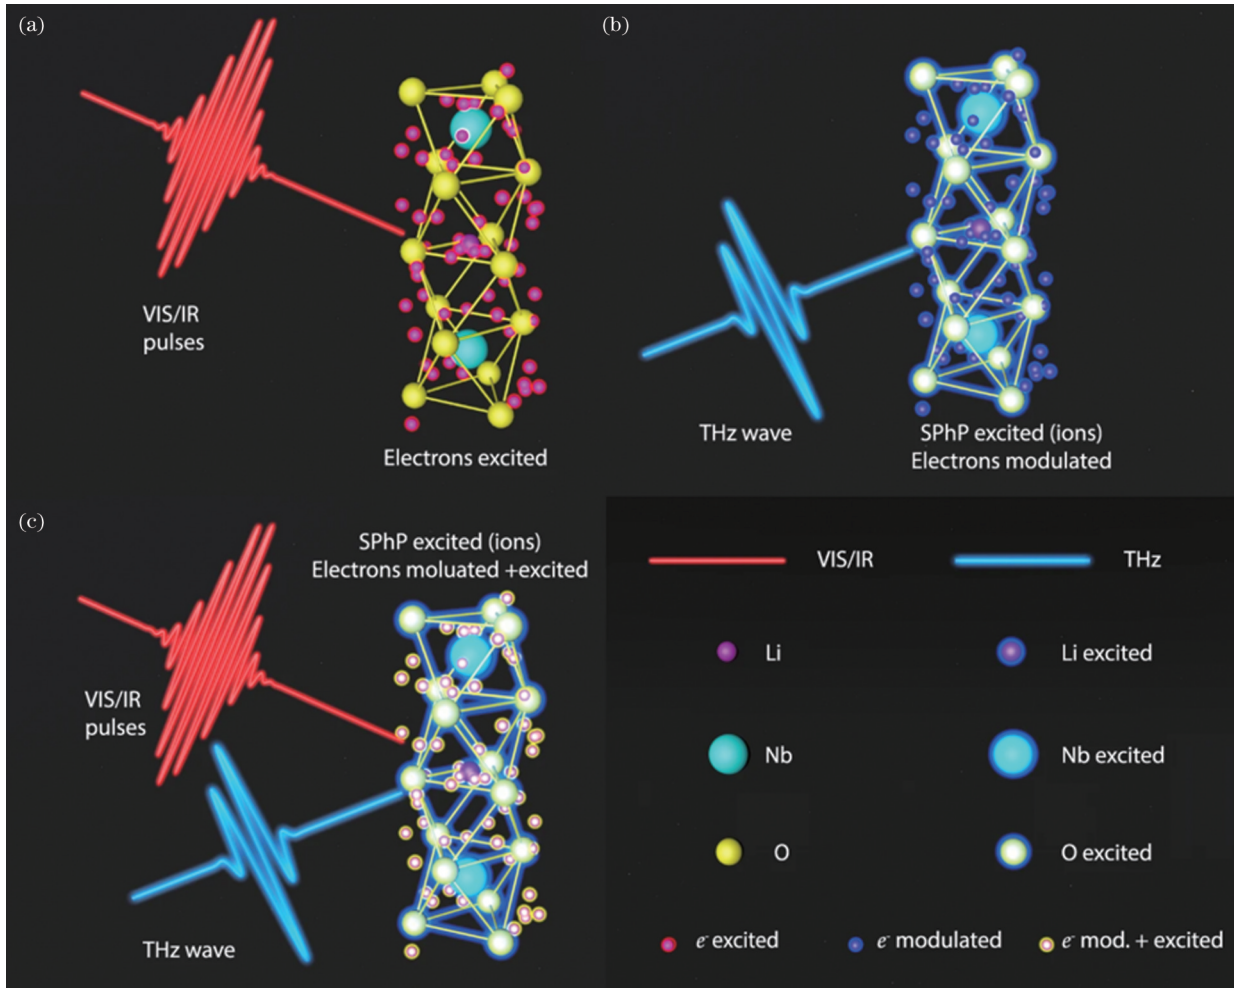 (a)
VIS/IR
pulses
Electrons excited
(b)
THz wave
SPhP excited (ions)
Electrons modulated
(c)
SPhP excited (ions)
Electrons moluated +excited
VIS/IR
pulses
THz wave
VIS/IR
THz
Li
Li excited
Nb
Nb excited
O
O excited
e⁻ excited
e⁻ modulated
e⁻ mod. + excited